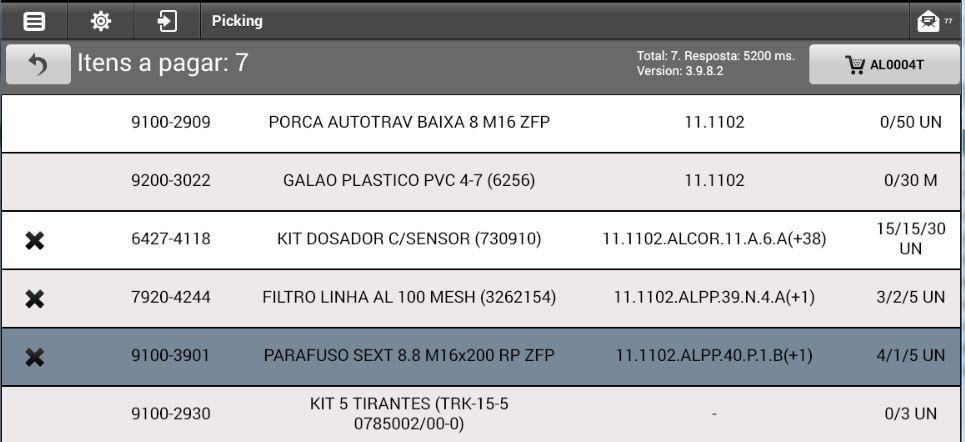 Picking
77
Itens a pagar: 7
Total: 7. Resposta: 5200 ms.
Version: 3.9.8.2
AL0004T
9100-2909 PORCA AUTOTRAV BAIXA 8 M16 ZFP 11.1102 0/50 UN
9200-3022 GALAO PLASTICO PVC 4-7 (6256) 11.1102 0/30 M
6427-4118 KIT DOSADOR C/SENSOR (730910) 11.1102.ALCOR.11.A.6.A(+38) 15/15/30
UN
7920-4244 FILTRO LINHA AL 100 MESH (3262154) 11.1102.ALPP.39.N.4.A(+1) 3/2/5 UN
9100-3901 PARAFUSO SEXT 8.8 M16x200 RP ZFP 11.1102.ALPP.40.P.1.B(+1) 4/1/5 UN
9100-2930 KIT 5 TIRANTES (TRK-15-5 - 0/3 UN
0785002/00-0)